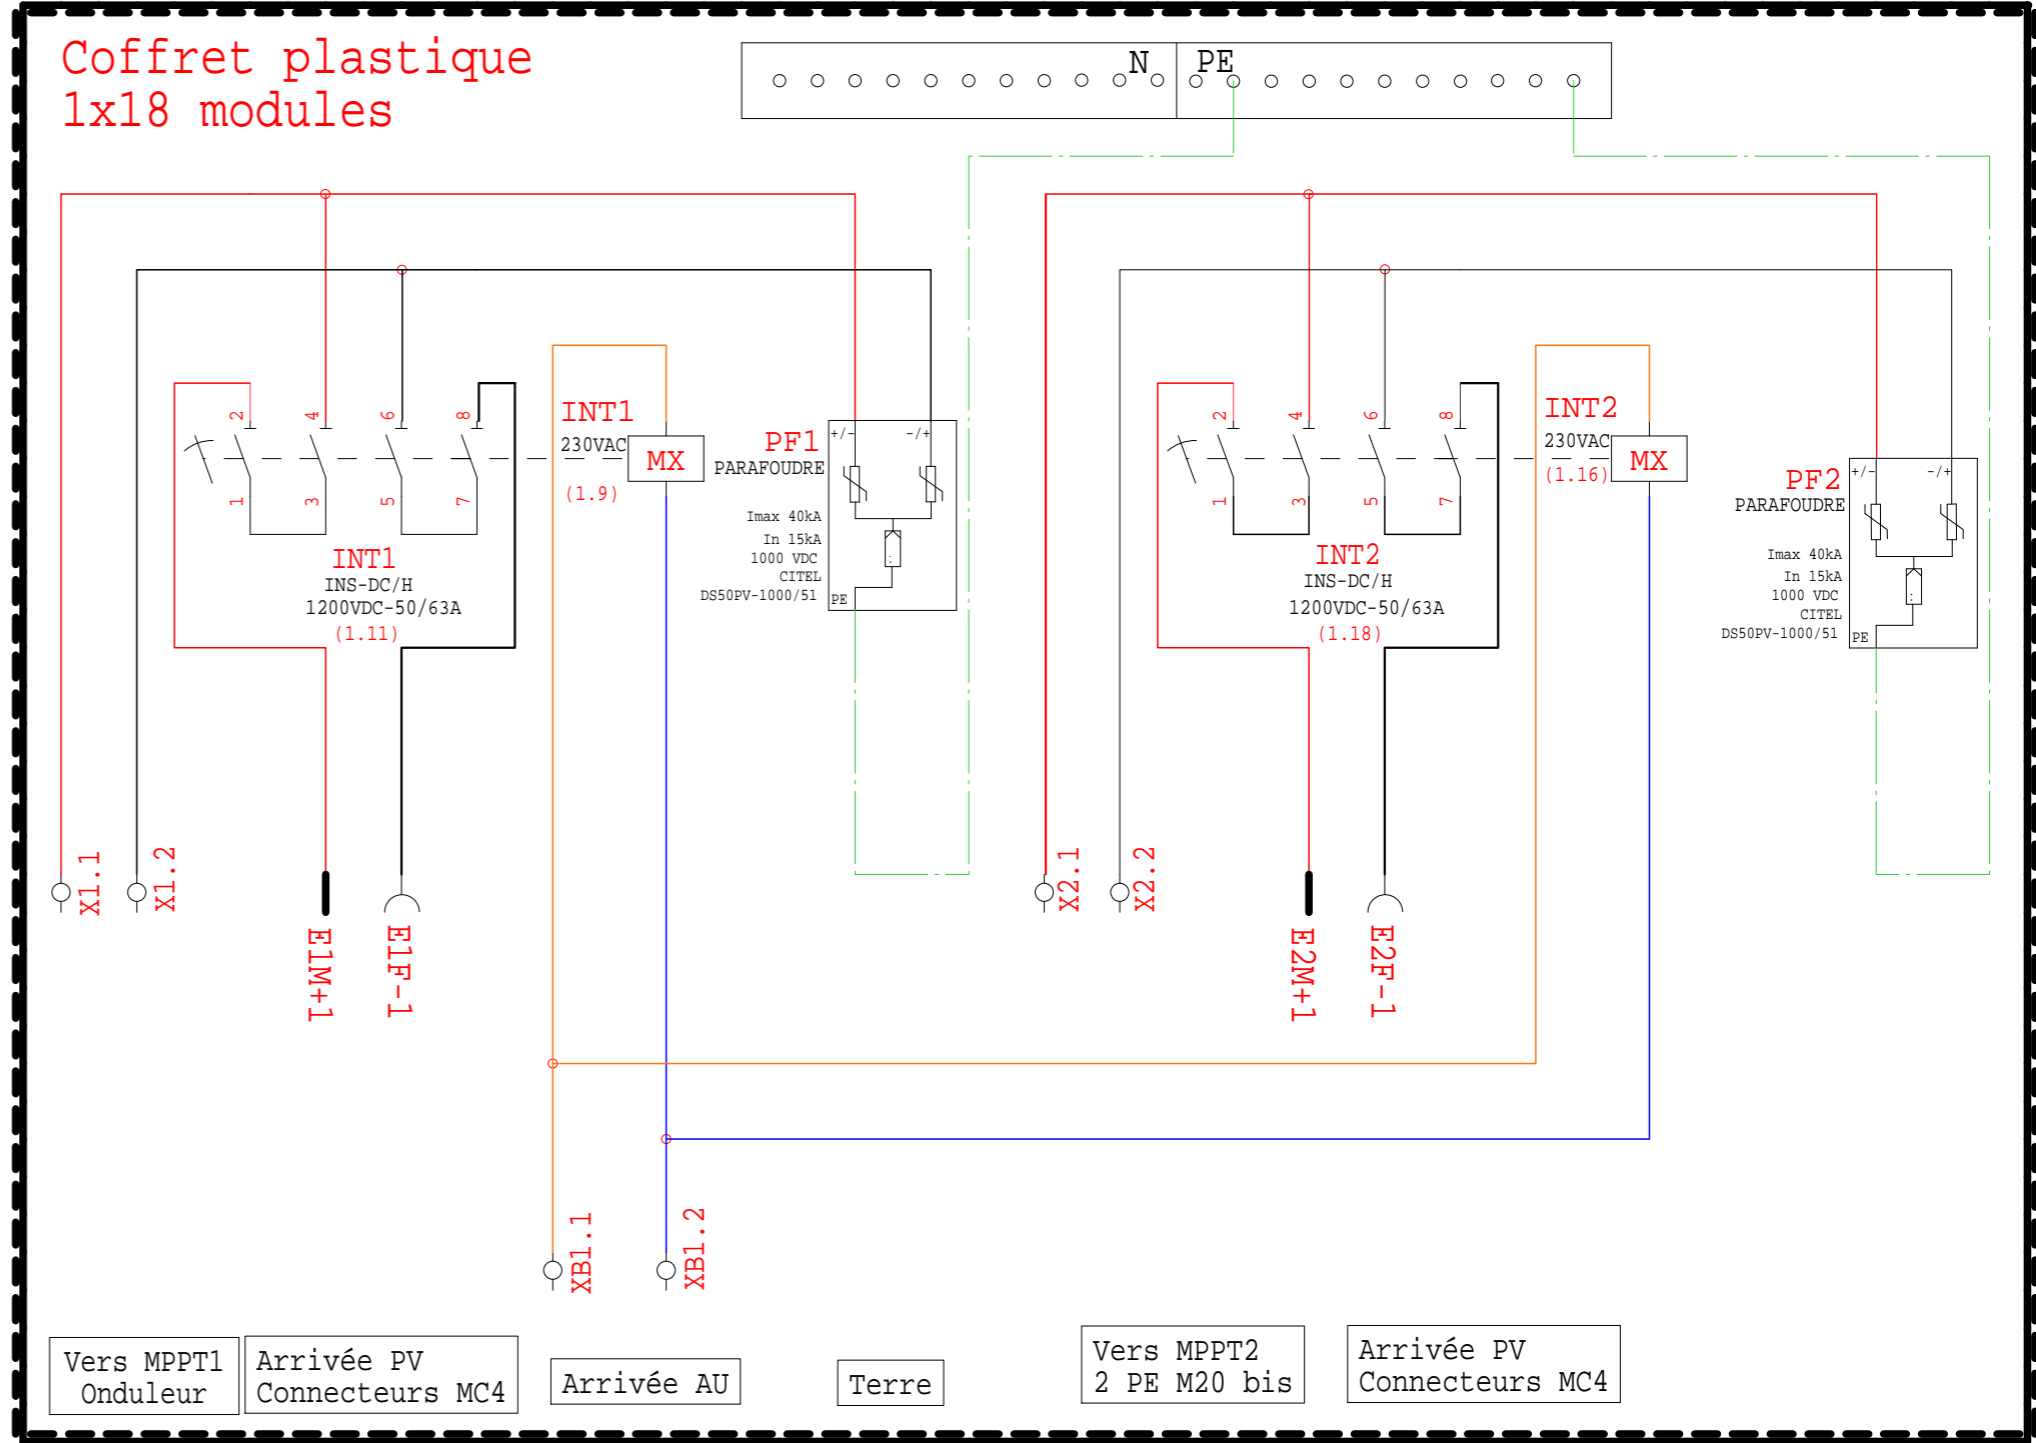 Coffret plastique
1x18 modules
N
PE
2
4
6
8
1
3
5
7
INT1
230VAC
(1.9)
MX
INT1
INS-DC/H
1200VDC-50/63A
(1.11)
PF1
PARAFOUDRE
Imax 40kA
In 15kA
1000 VDC
CITEL
DS50PV-1000/51
+/-
-/+
PE
2
4
6
8
1
3
5
7
INT2
230VAC
(1.16)
MX
INT2
INS-DC/H
1200VDC-50/63A
(1.18)
PF2
PARAFOUDRE
Imax 40kA
In 15kA
1000 VDC
CITEL
DS50PV-1000/51
+/-
-/+
PE
X1.1
X1.2
E1M+1
E1F-1
X2.1
X2.2
E2M+1
E2F-1
XB1.1
XB1.2
Vers MPPT1
Onduleur
Arrivée PV
Connecteurs MC4
Arrivée AU
Terre
Vers MPPT2
2 PE M20 bis
Arrivée PV
Connecteurs MC4